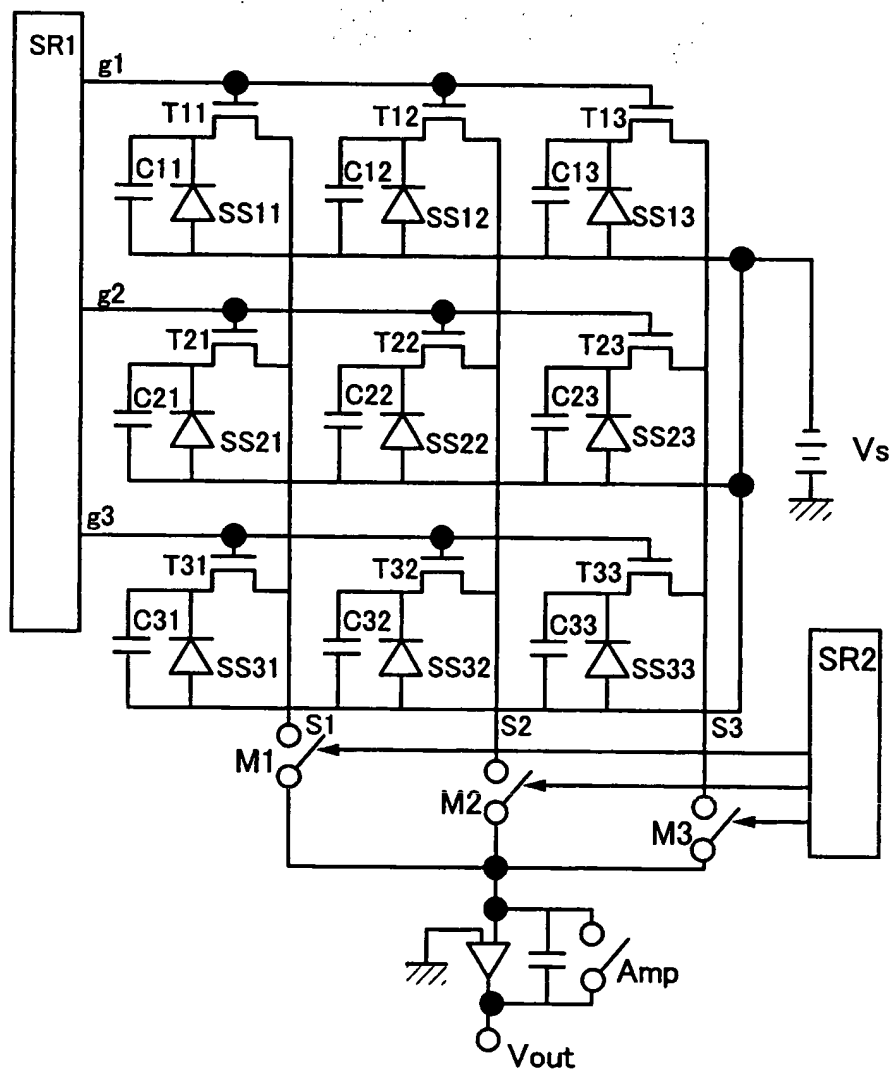 SR1
g1
T11
T12
T13
C11
C12
C13
SS11
SS12
SS13
g2
T21
T22
T23
C21
C22
C23
SS21
SS22
SS23
Vs
g3
T31
T32
T33
C31
C32
C33
SS31
SS32
SS33
SR2
S1
S2
S3
M1
M2
M3
Amp
Vout